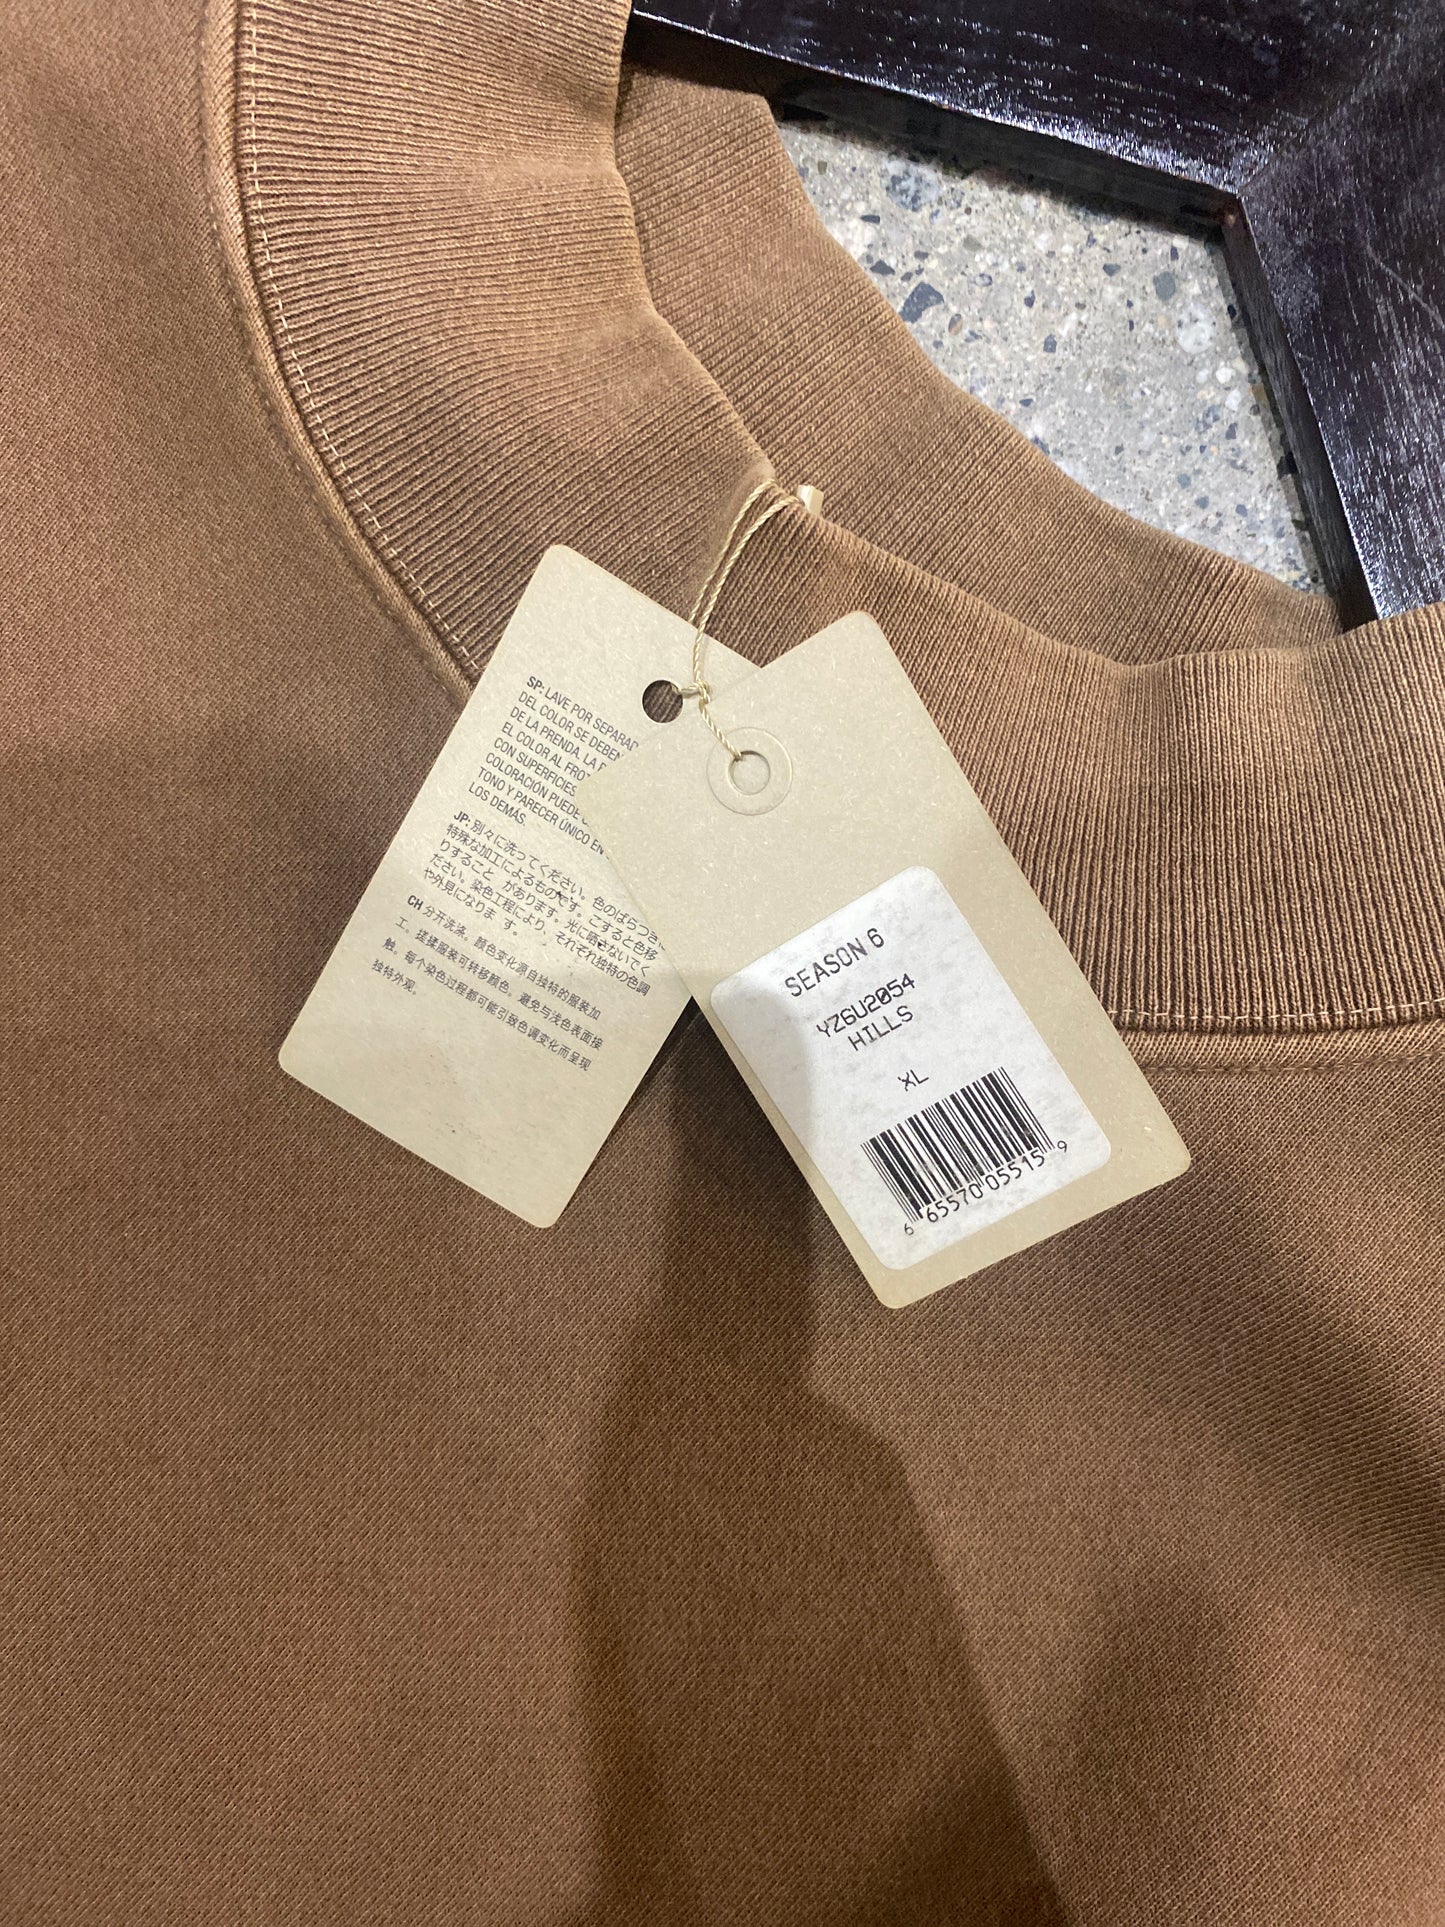 SP: LAVE POR SEPARAD
DEL COLOR SE DEBEN
DE LA PRENDA. LA
EL COLOR AL FRO
CON SUPERFICIES
COLORACIÓN PUEDE
TONO Y PARECER ÚNICO EN
LOS DEMÁS.
JP: 別々に洗ってください。色のばらつきに
特殊な加工によるものです。こすると色移
りすること があります。光に晒さないでく
ださい。染色工程により、それぞれ独特の色調
や外見になりま す。
CH 分开洗涤。颜色变化源自独特的服装加
工。搓揉服装可转移颜色。避免与浅色表面接
触。每个染色过程都可能引致色调变化而呈现
独特外观。
SEASON 6
YZ6U2054
HILLS
XL
6 65570 05515 9